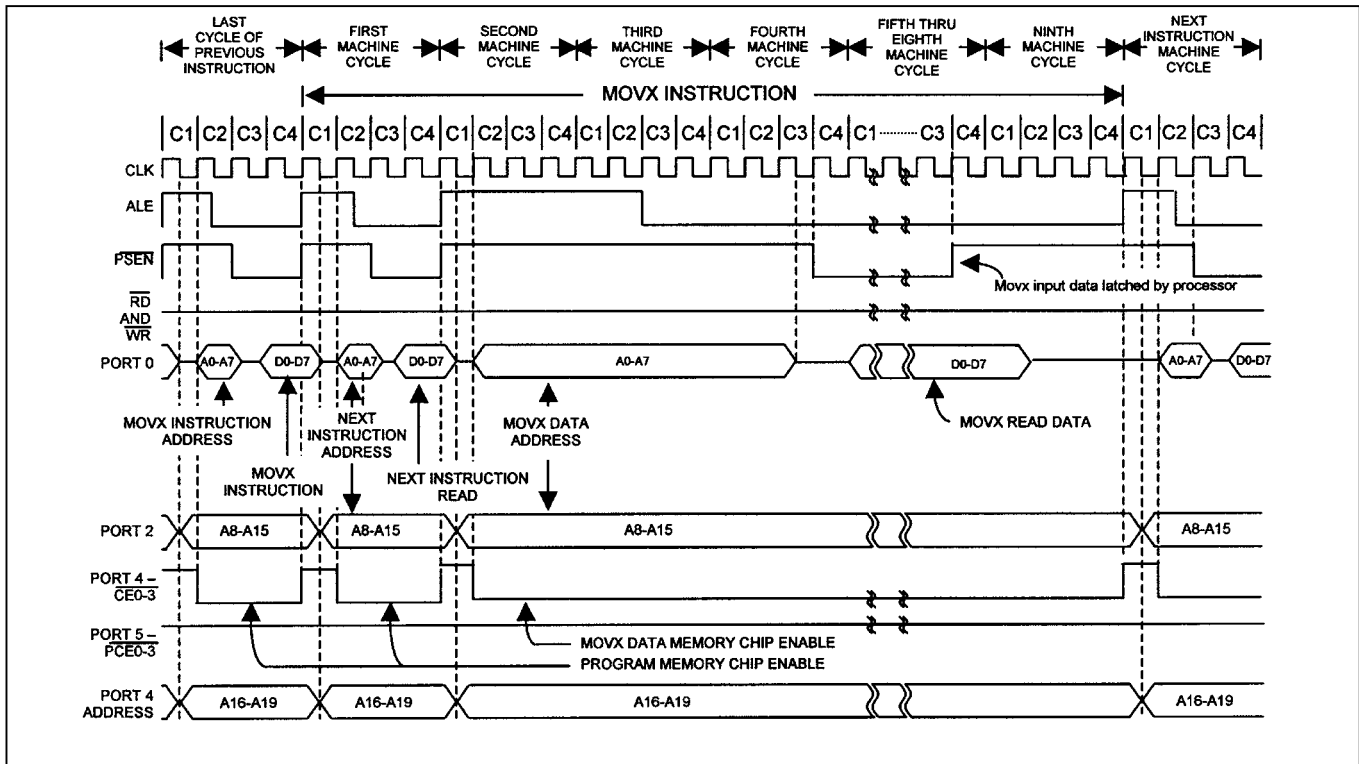 LAST CYCLE OF PREVIOUS INSTRUCTION
FIRST MACHINE CYCLE
SECOND MACHINE CYCLE
THIRD MACHINE CYCLE
FOURTH MACHINE CYCLE
FIFTH THRU EIGHTH MACHINE CYCLE
NINTH MACHINE CYCLE
NEXT INSTRUCTION MACHINE CYCLE
MOVX INSTRUCTION
C1 C2 C3 C4 C1 C2 C3 C4 C1 C2 C3 C4 C1 C2 C3 C4 C1 C2 C3 C4 C1 ........ C3 C4 C1 C2 C3 C4 C1 C2 C3 C4
CLK
ALE
PSEN
Movx input data latched by processor
RD
AND
WR
PORT 0
A0-A7 D0-D7 A0-A7 D0-D7 A0-A7 D0-D7 A0-A7 D0-D7
MOVX INSTRUCTION ADDRESS
NEXT INSTRUCTION ADDRESS
MOVX DATA ADDRESS
MOVX READ DATA
MOVX INSTRUCTION
NEXT INSTRUCTION READ
PORT 2
A8-A15 A8-A15 A8-A15 A8-A15
PORT 4 –
CE0-3
PORT 5 –
PCE0-3
MOVX DATA MEMORY CHIP ENABLE
PROGRAM MEMORY CHIP ENABLE
PORT 4
ADDRESS
A16-A19 A16-A19 A16-A19 A16-A19